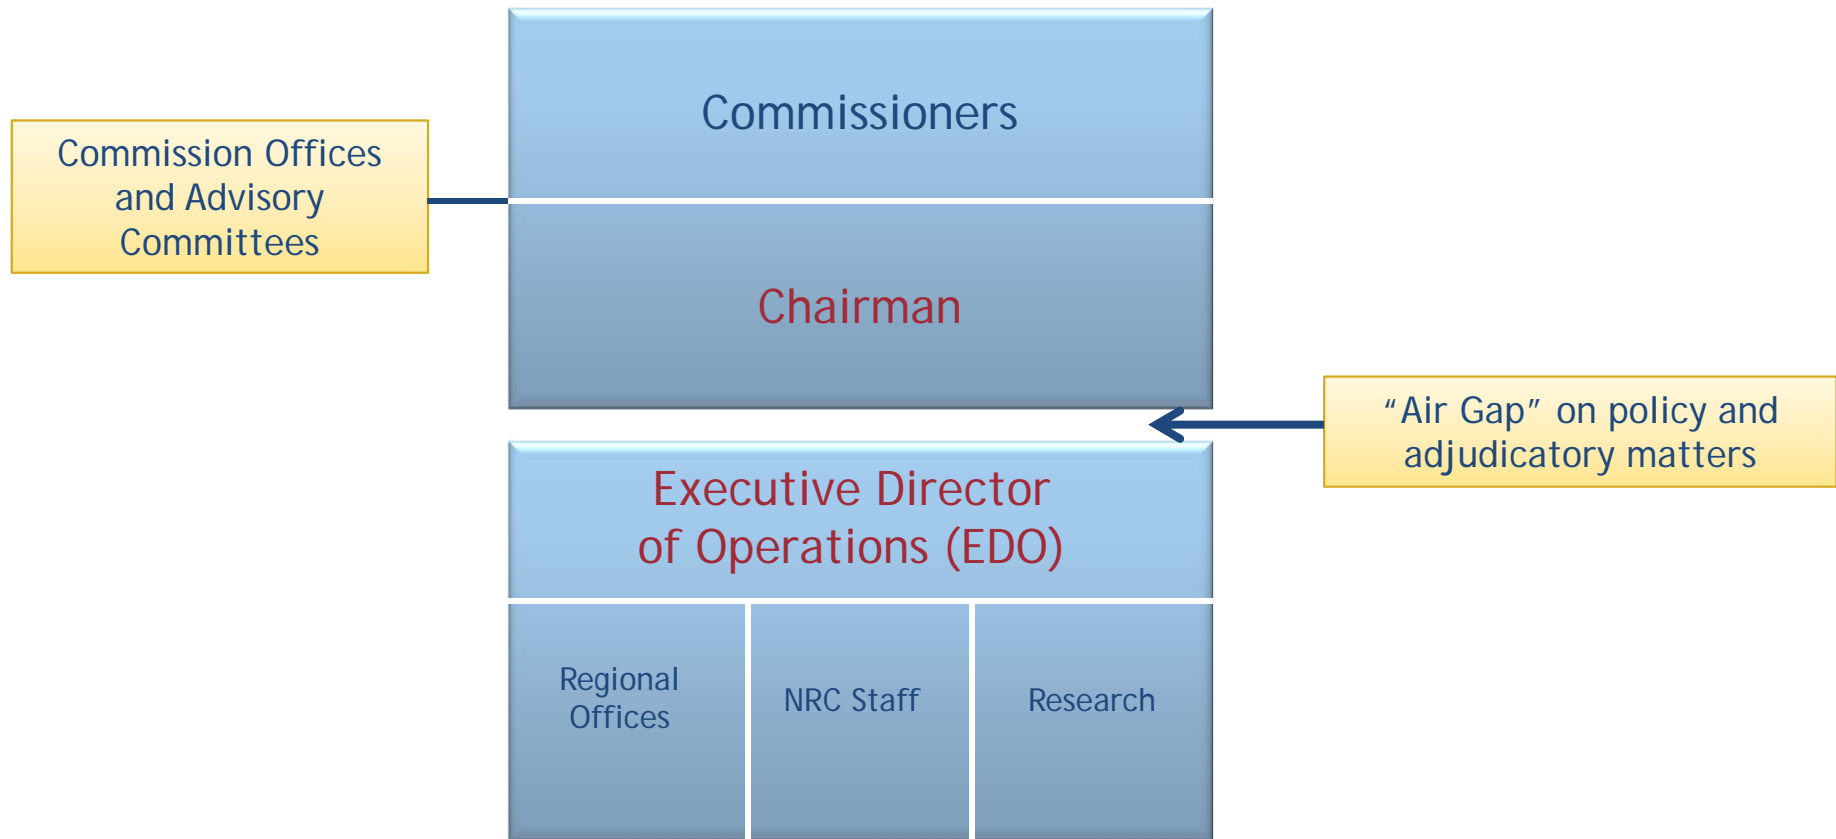 Commissioners
Commission Offices
and Advisory
Committees
Chairman
“Air Gap” on policy and
adjudicatory matters
Executive Director
of Operations (EDO)
Regional
Offices
NRC Staff
Research